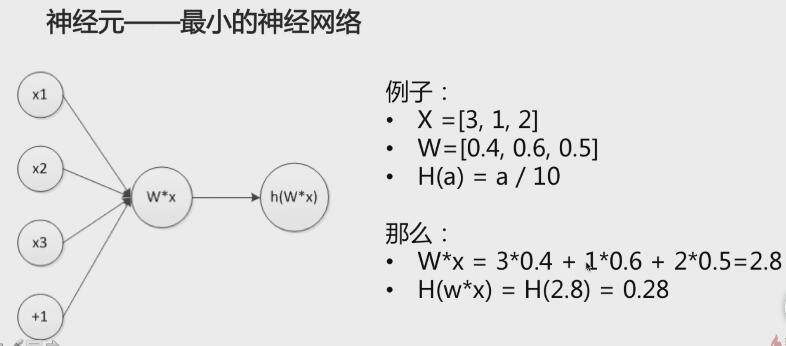 神经元——最小的神经网络
x1
x2
x3
+1
W*x
h(W*x)
例子：
• X =[3, 1, 2]
• W=[0.4, 0.6, 0.5]
• H(a) = a / 10
那么：
• W*x = 3*0.4 + 1*0.6 + 2*0.5=2.8
• H(w*x) = H(2.8) = 0.28